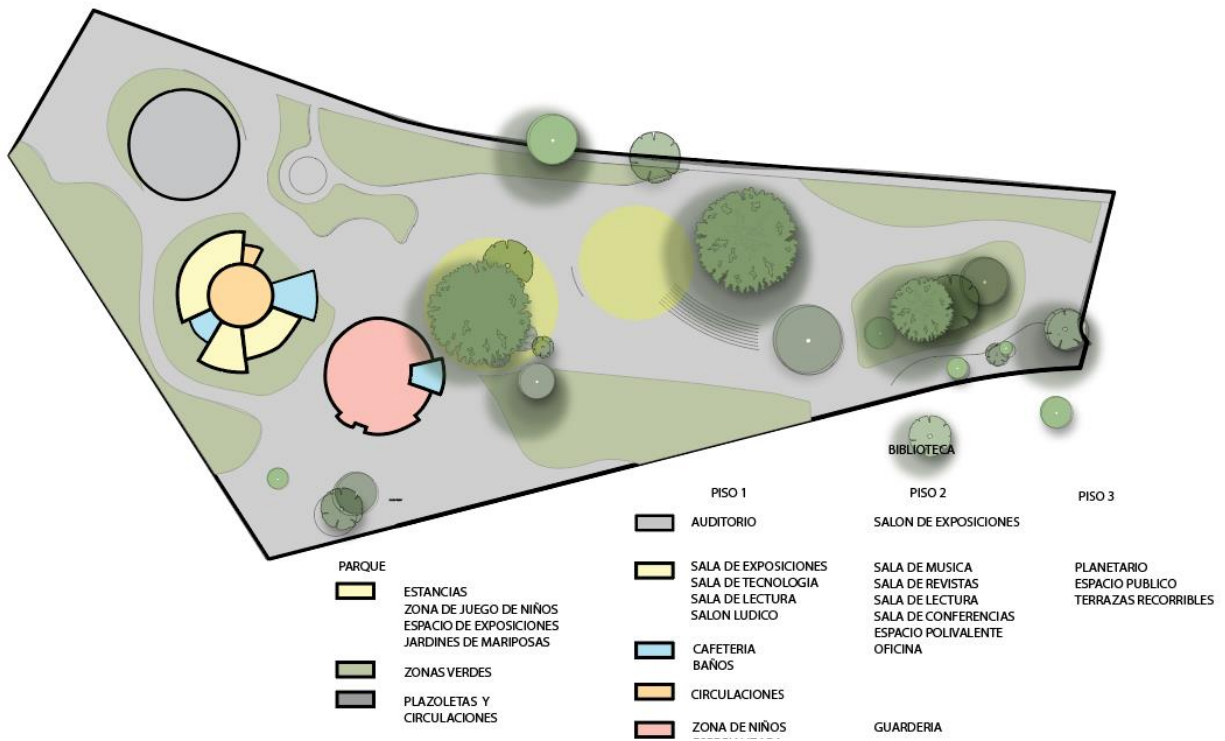 BIBLIOTECA
PISO 1
PISO 2
PISO 3
AUDITORIO
SALON DE EXPOSICIONES
PARQUE
ESTANCIAS
ZONA DE JUEGO DE NIÑOS
ESPACIO DE EXPOSICIONES
JARDINES DE MARIPOSAS
ZONAS VERDES
PLAZOLETAS Y
CIRCULACIONES
SALA DE EXPOSICIONES
SALA DE TECNOLOGIA
SALA DE LECTURA
SALON LUDICO
SALA DE MUSICA
SALA DE REVISTAS
SALA DE LECTURA
SALA DE CONFERENCIAS
ESPACIO POLIVALENTE
OFICINA
PLANETARIO
ESPACIO PUBLICO
TERRAZAS RECORRIBLES
CAFETERIA
BAÑOS
CIRCULACIONES
ZONA DE NIÑOS
GUARDERIA